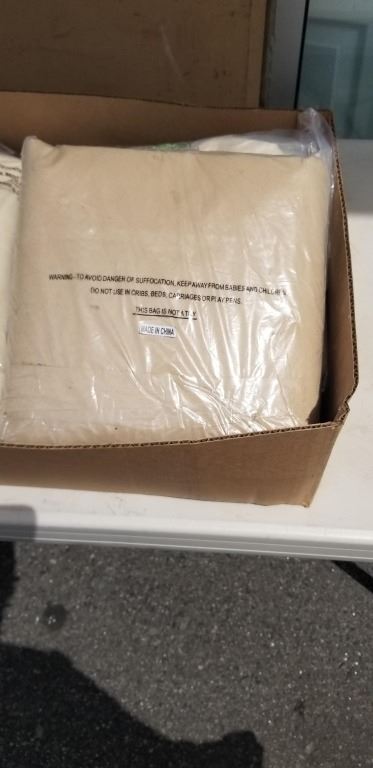 WARNING- TO AVOID DANGER OF SUFFOCATION, KEEP AWAY FROM BABIES AND CHILDREN
DO NOT USE IN CRIBS, BEDS, CARRIAGES OR PLAY PENS.
THIS BAG IS NOT A TOY
MADE IN CHINA